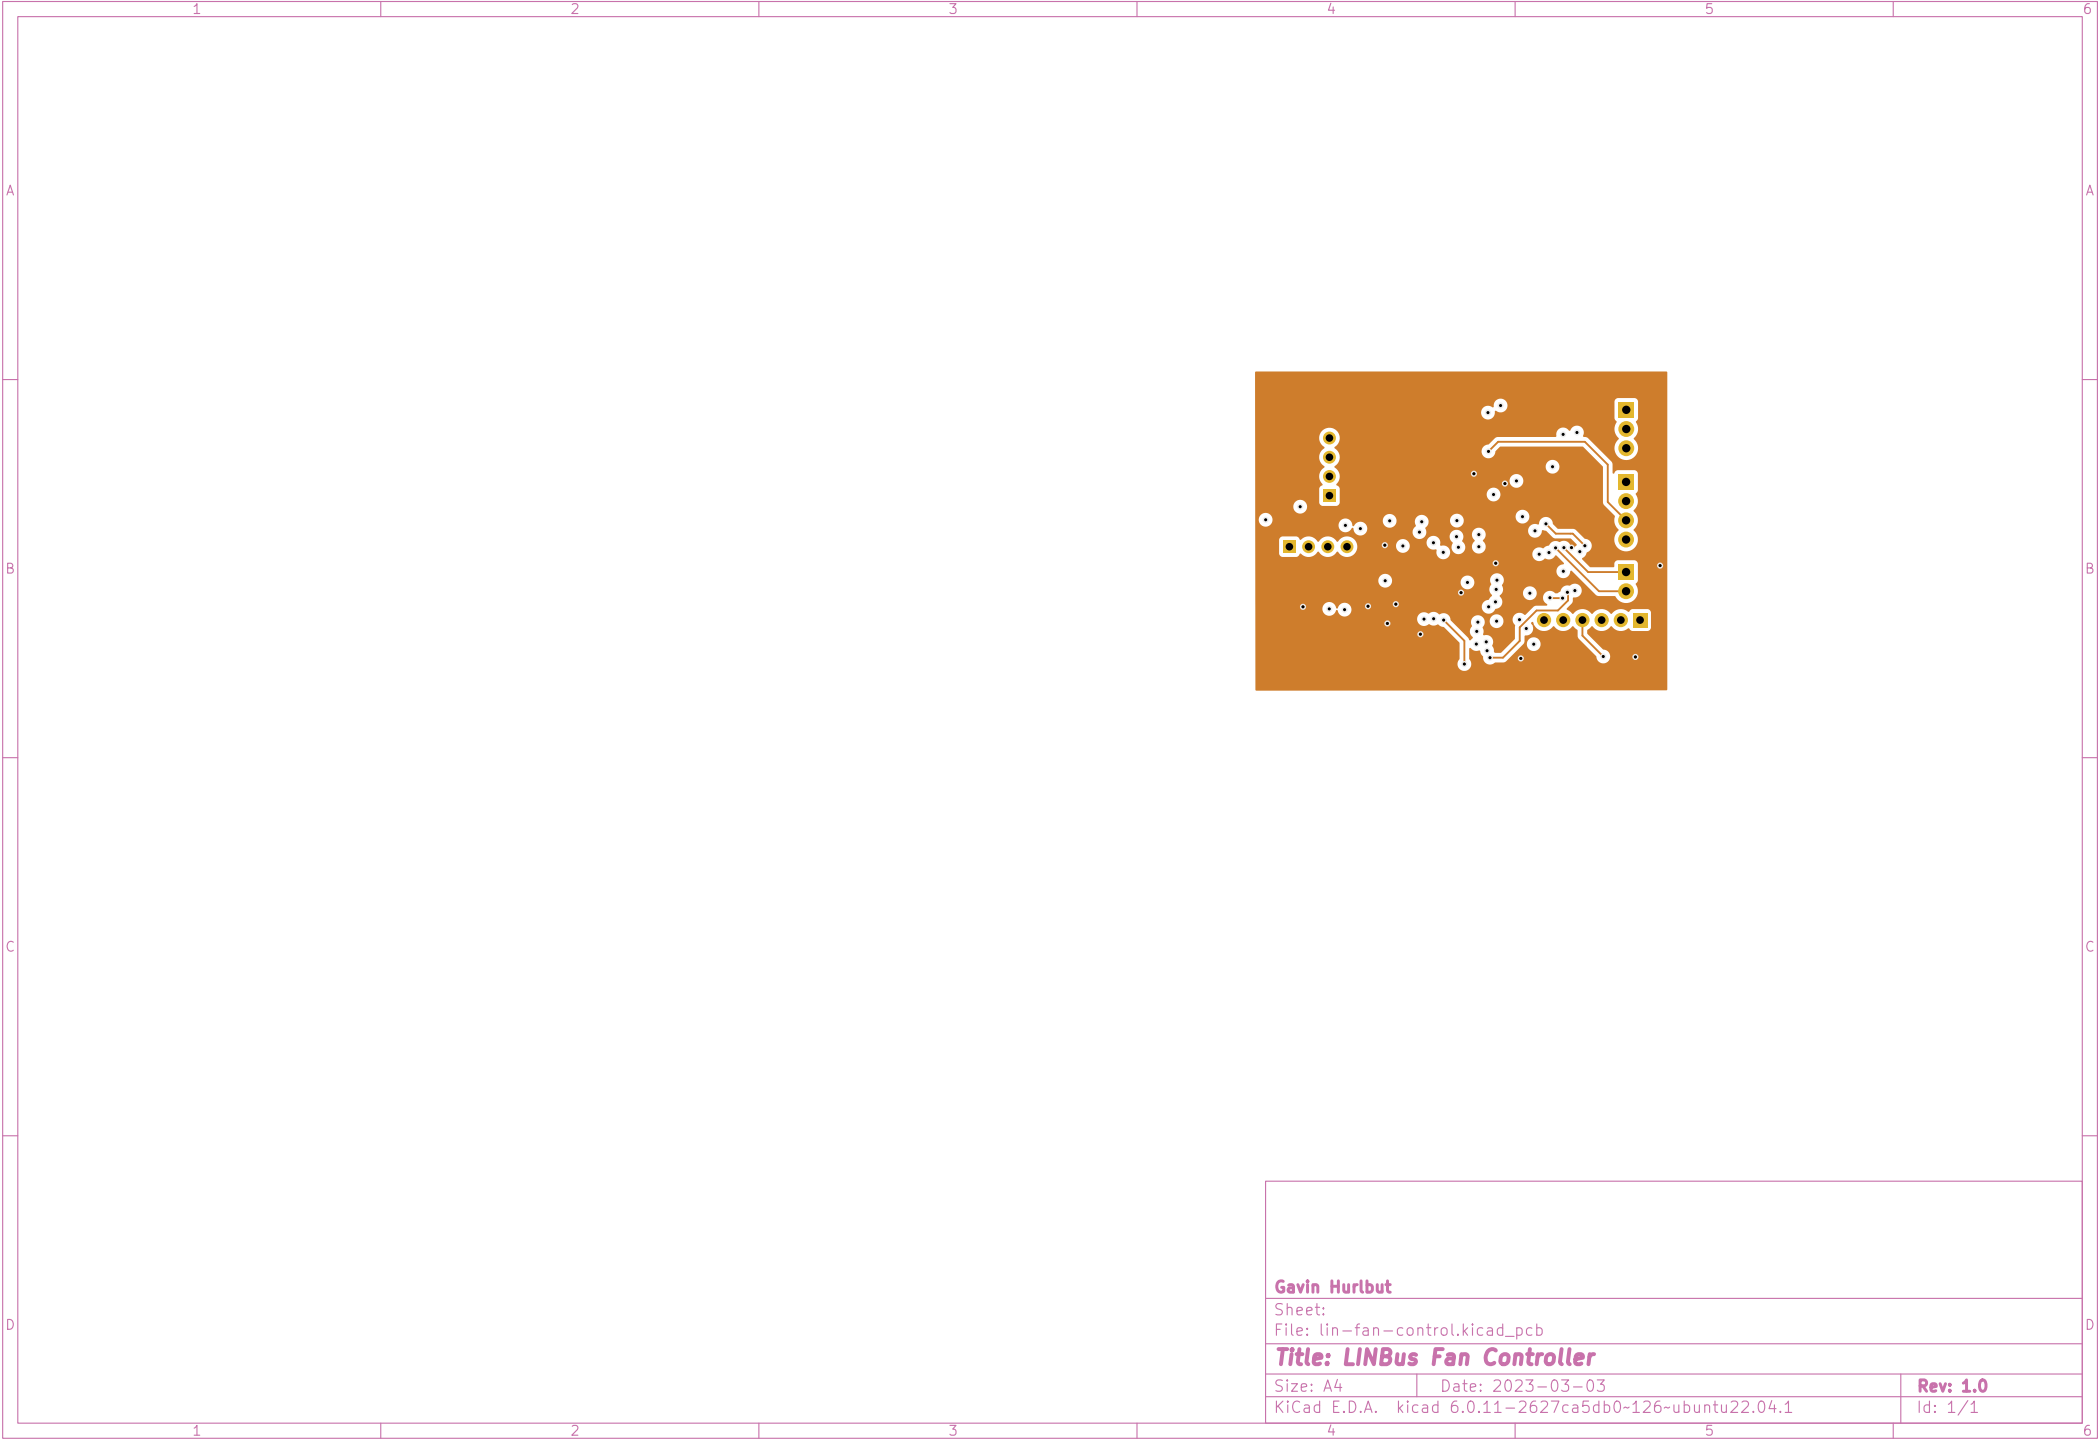 1 2 3 4 5 6
A A
B B
C C
D D
Gavin Hurlbut
Sheet:
File: lin-fan-control.kicad_pcb
Title: LINBus Fan Controller
Size: A4 Date: 2023-03-03 Rev: 1.0
KiCad E.D.A. kicad 6.0.11-2627ca5db0~126~ubuntu22.04.1 Id: 1/1
1 2 3 4 5 6